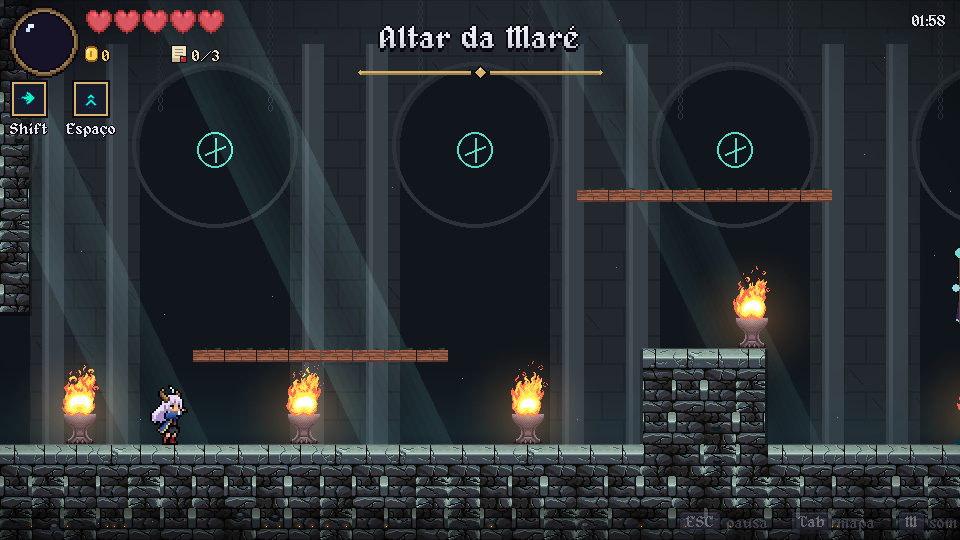 Altar da Maré
01:58
0
0/3
Shift
Espaço
ESC pausa
Tab mapa
M som